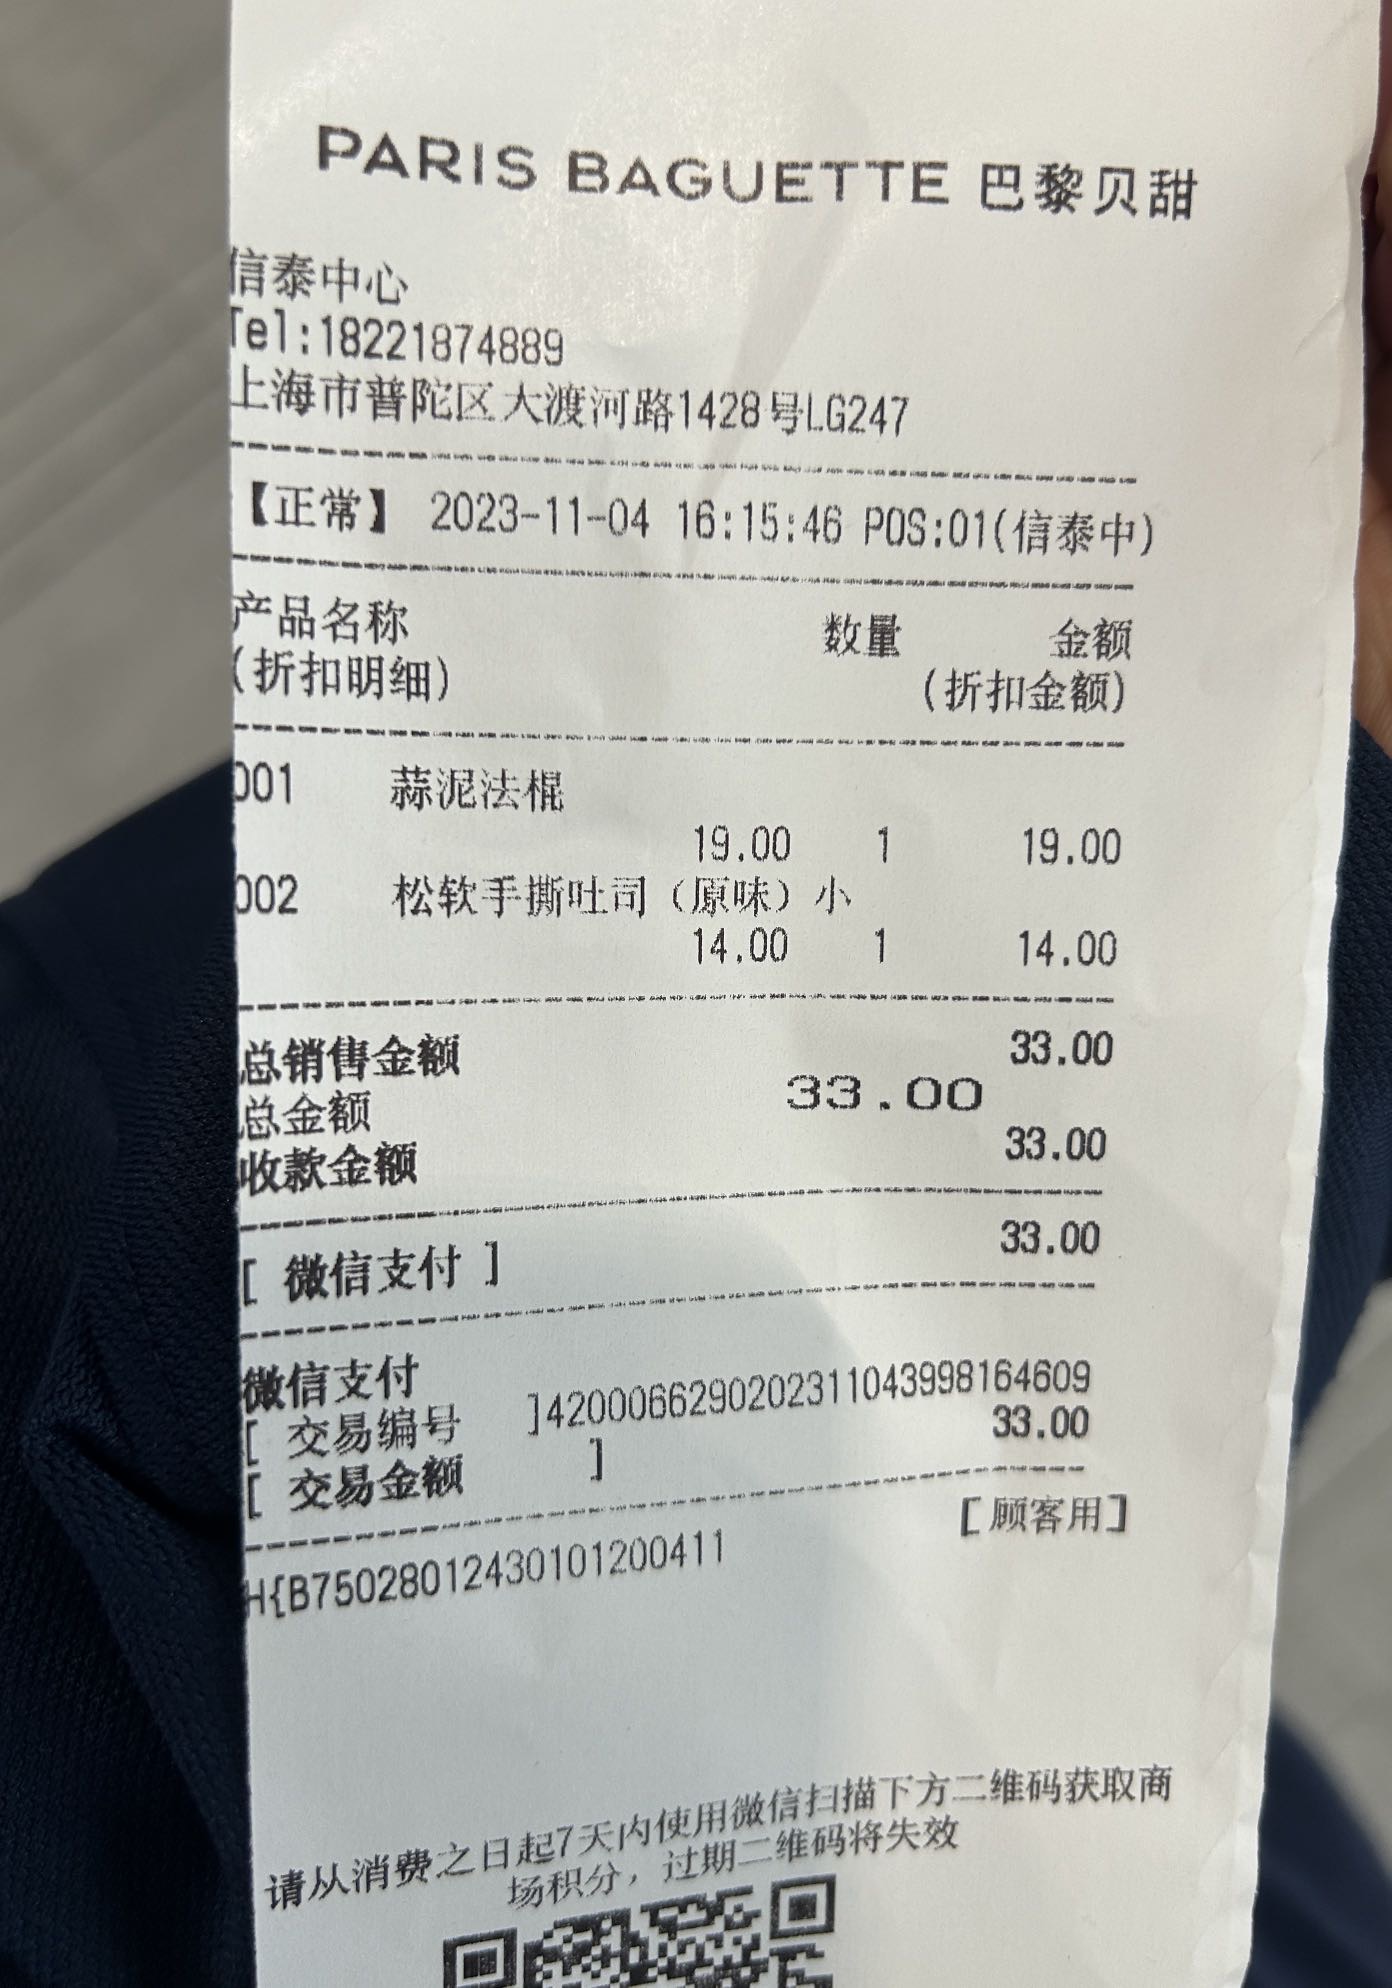 PARIS BAGUETTE 巴黎贝甜
信泰中心
Tel:18221874889
上海市普陀区大渡河路1428号LG247
【正常】 2023-11-04 16:15:46 POS:01(信泰中)
产品名称 数量 金额
(折扣明细) (折扣金额)
001 蒜泥法棍
19.00 1 19.00
002 松软手撕吐司（原味）小
14.00 1 14.00
总销售金额 33.00
总金额 33.00
收款金额 33.00
[ 微信支付 ] 33.00
微信支付
[ 交易编号 ]4200066290202311043998164609
[ 交易金额 ] 33.00
[顾客用]
H{B75028012430101200411
请从消费之日起7天内使用微信扫描下方二维码获取商
场积分，过期二维码将失效